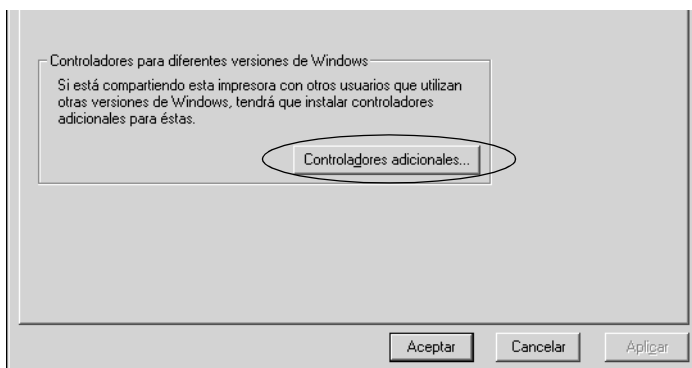 Controladores para diferentes versiones de Windows
Si está compartiendo esta impresora con otros usuarios que utilizan
otras versiones de Windows, tendrá que instalar controladores
adicionales para éstas.
Controladores adicionales...
Aceptar Cancelar Aplicar